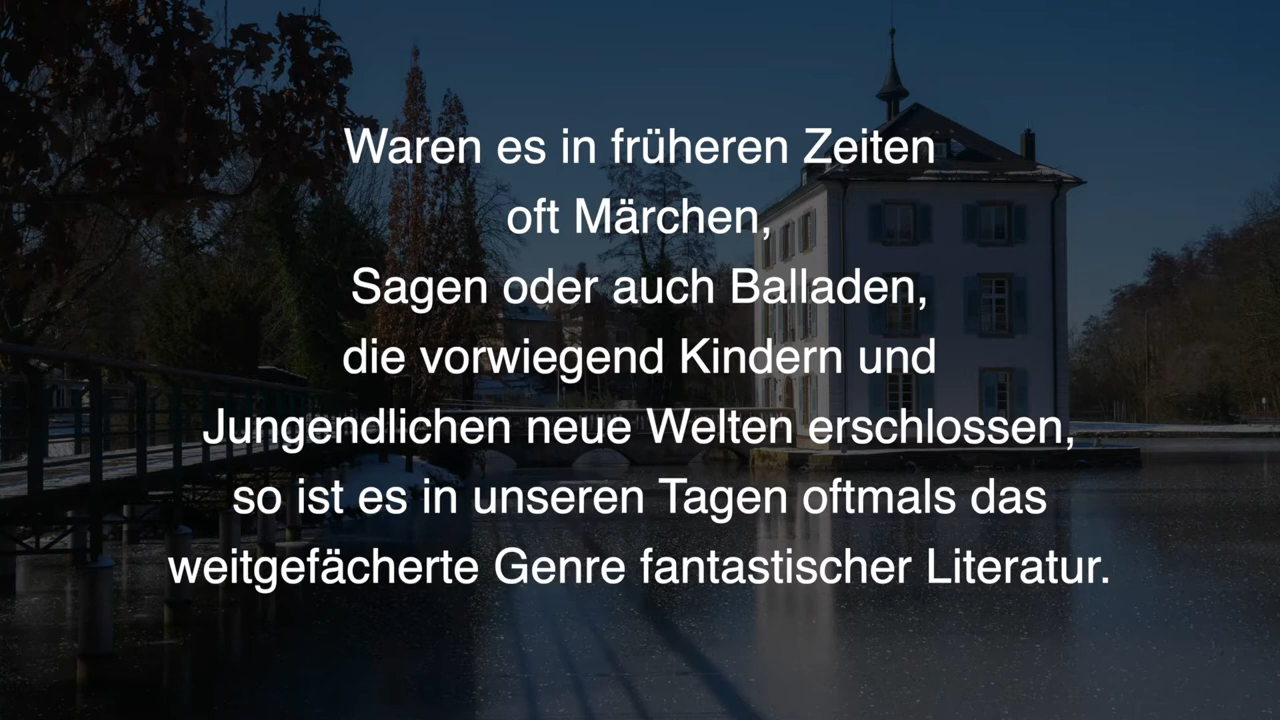 Waren es in früheren Zeiten
oft Märchen,
Sagen oder auch Balladen,
die vorwiegend Kindern und
Jungendlichen neue Welten erschlossen,
so ist es in unseren Tagen oftmals das
weitgefächerte Genre fantastischer Literatur.